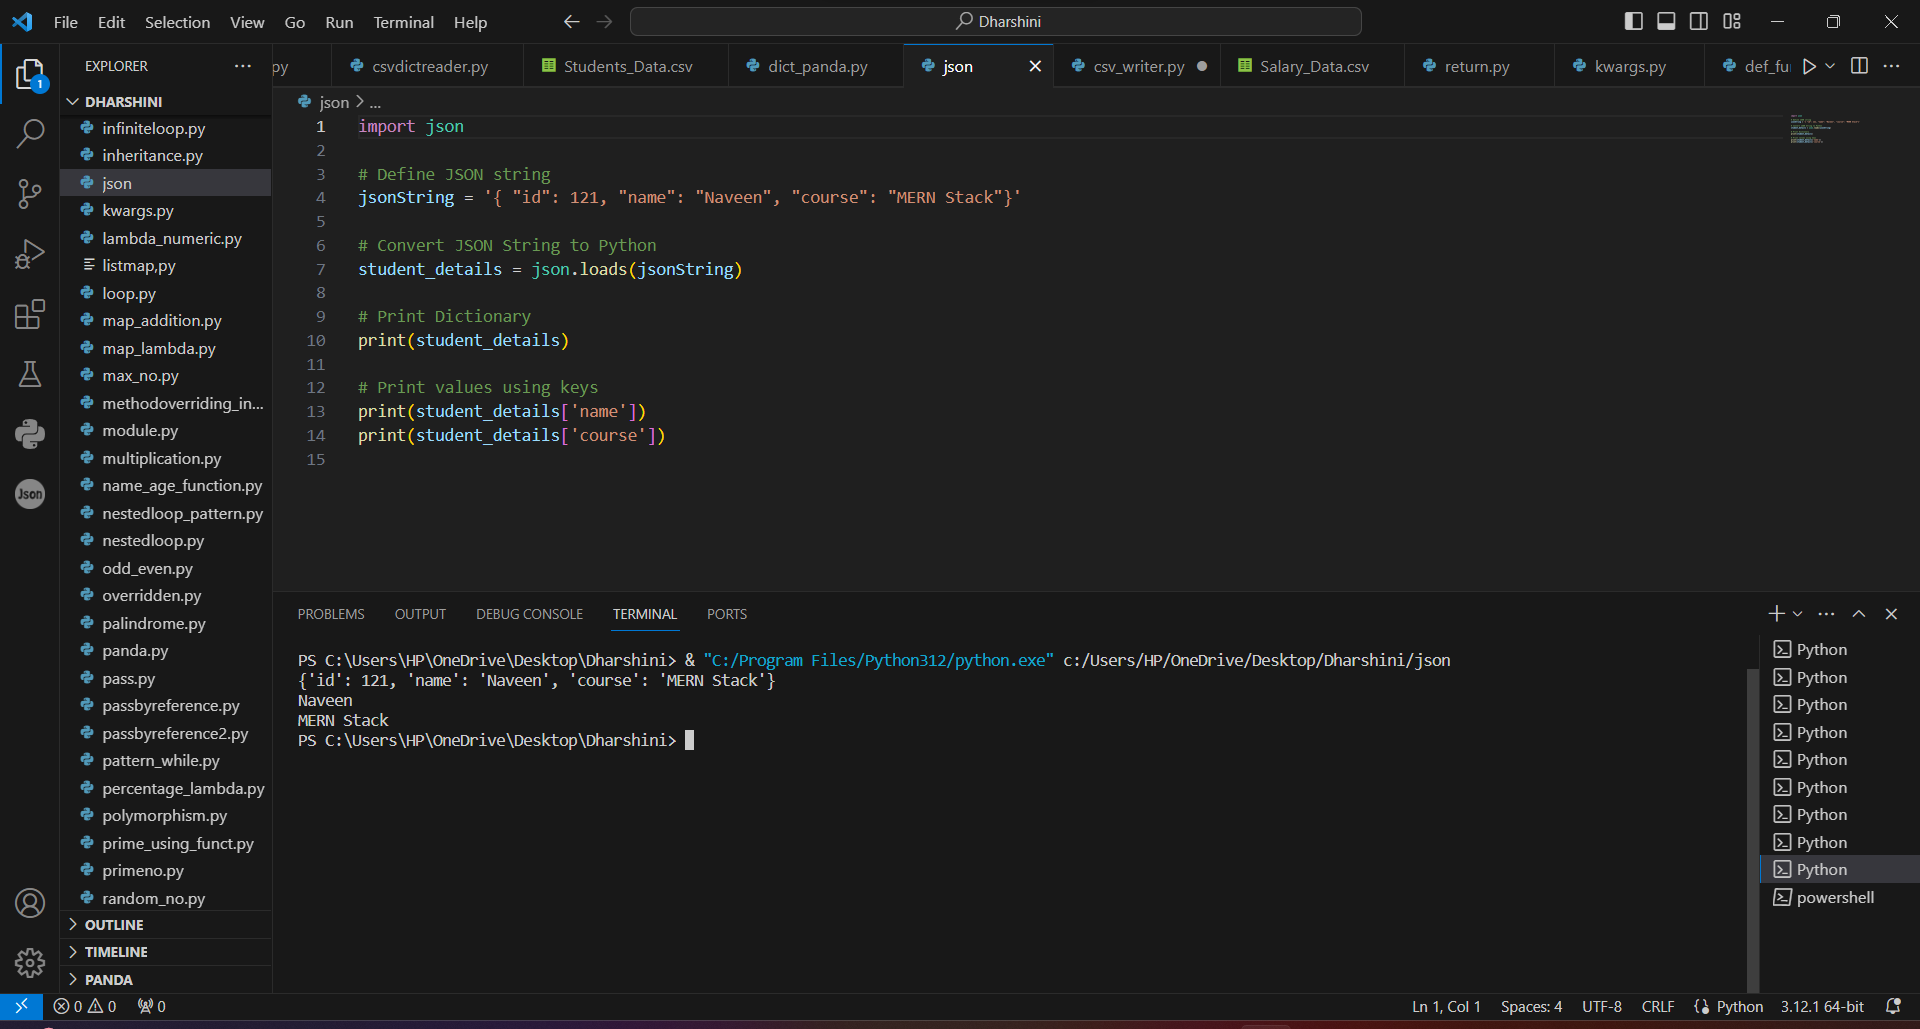 File Edit Selection View Go Run Terminal Help
Dharshini
EXPLORER
py csvdictreader.py Students_Data.csv dict_panda.py json csv_writer.py Salary_Data.csv return.py kwargs.py def_fu
DHARSHINI
infiniteloop.py
inheritance.py
json
kwargs.py
lambda_numeric.py
listmap,py
loop.py
map_addition.py
map_lambda.py
max_no.py
methodoverriding_in...
module.py
multiplication.py
name_age_function.py
nestedloop_pattern.py
nestedloop.py
odd_even.py
overridden.py
palindrome.py
panda.py
pass.py
passbyreference.py
passbyreference2.py
pattern_while.py
percentage_lambda.py
polymorphism.py
prime_using_funct.py
primeno.py
random_no.py
OUTLINE
TIMELINE
PANDA
1
Json
json > ...
1 import json
2
3 # Define JSON string
4 jsonString = '{ "id": 121, "name": "Naveen", "course": "MERN Stack"}'
5
6 # Convert JSON String to Python
7 student_details = json.loads(jsonString)
8
9 # Print Dictionary
10 print(student_details)
11
12 # Print values using keys
13 print(student_details['name'])
14 print(student_details['course'])
15
PROBLEMS OUTPUT DEBUG CONSOLE TERMINAL PORTS
PS C:\Users\HP\OneDrive\Desktop\Dharshini> & "C:/Program Files/Python312/python.exe" c:/Users/HP/OneDrive/Desktop/Dharshini/json
{'id': 121, 'name': 'Naveen', 'course': 'MERN Stack'}
Naveen
MERN Stack
PS C:\Users\HP\OneDrive\Desktop\Dharshini>
Python
Python
Python
Python
Python
Python
Python
Python
Python
powershell
0 0 0
Ln 1, Col 1 Spaces: 4 UTF-8 CRLF Python 3.12.1 64-bit